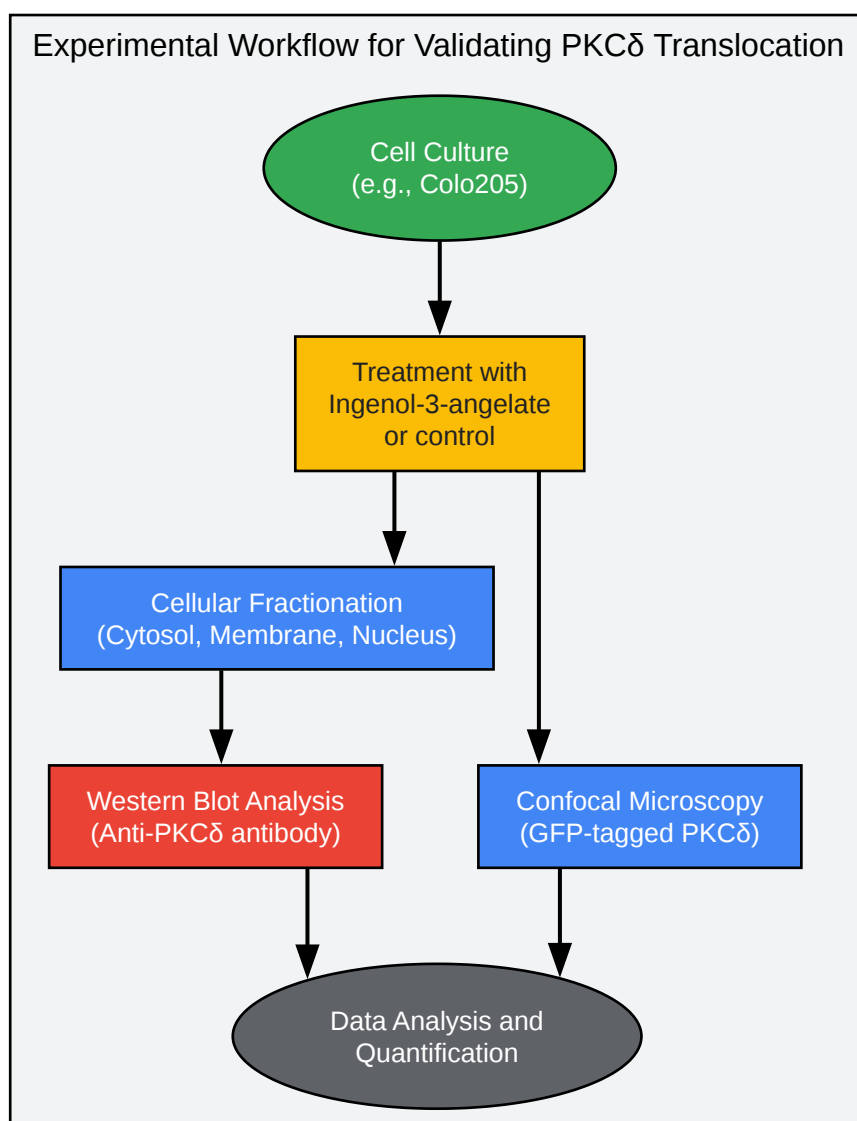 Experimental Workflow for Validating PKCδ Translocation
Cell Culture
(e.g., Colo205)
Treatment with
Ingenol-3-angelate
or control
Cellular Fractionation
(Cytosol, Membrane, Nucleus)
Western Blot Analysis
(Anti-PKCδ antibody)
Confocal Microscopy
(GFP-tagged PKCδ)
Data Analysis and
Quantification